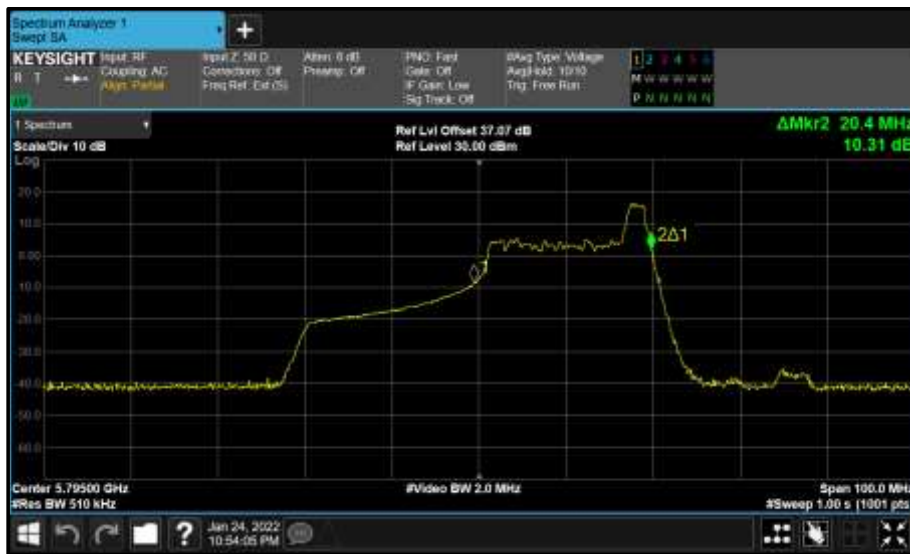 Spectrum Analyzer 1
Swept SA
+
KEYSIGHT
R T
Input: RF
Coupling: AC
Align: Partial
Input Z: 50 Ω
Corrections: Off
Freq Ref: Ext (S)
Atten: 6 dB
Preamp: Off
PNO: Fast
Gate: Off
IF Gain: Low
Sig Track: Off
#Avg Type: Voltage
Avg|Hold: 10/10
Trig: Free Run
1 2 3 4 5 6
M W W W W W
P N N N N N
1 Spectrum
Scale/Div 10 dB
Ref Lvl Offset 37.07 dB
Ref Level 30.00 dBm
ΔMkr2 20.4 MHz
10.31 dB
Log
20.0
10.0
0.00
-10.0
-20.0
-30.0
-40.0
-50.0
-60.0
2Δ1
Center 5.79500 GHz
#Res BW 510 kHz
#Video BW 2.0 MHz
Span 100.0 MHz
#Sweep 1.00 s (1001 pts
?
Jan 24, 2022
10:54:05 PM